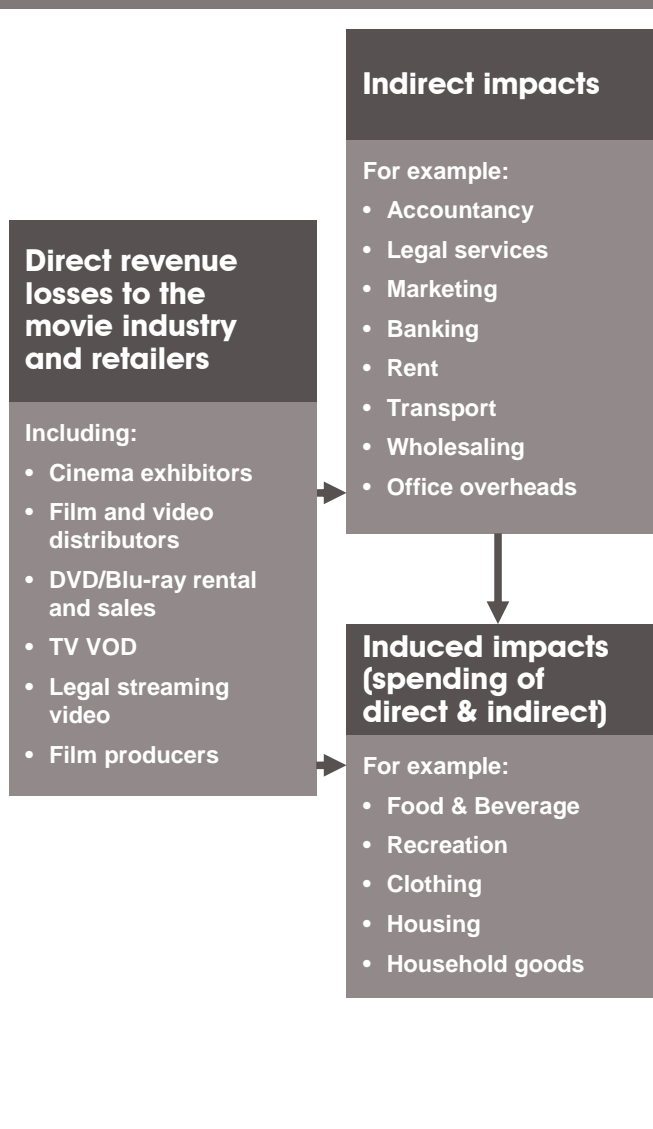 Direct revenue
losses to the
movie industry
and retailers
Including:
• Cinema exhibitors
• Film and video
distributors
• DVD/Blu-ray rental
and sales
• TV VOD
• Legal streaming
video
• Film producers
Indirect impacts
For example:
• Accountancy
• Legal services
• Marketing
• Banking
• Rent
• Transport
• Wholesaling
• Office overheads
Induced impacts
(spending of
direct & indirect)
For example:
• Food & Beverage
• Recreation
• Clothing
• Housing
• Household goods